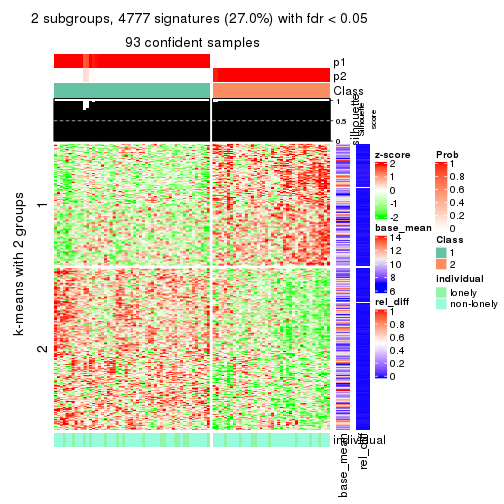 2 subgroups, 4777 signatures (27.0%) with fdr < 0.05
93 confident samples
p1
p2
Class
silhouette
1
0.5
0
score
k-means with 2 groups
1
2
individual
base_mean
rel_diff
z-score
2
1
0
-1
-2
base_mean
14
12
10
8
6
rel_diff
1
0.8
0.6
0.4
0.2
0
Prob
1
0.8
0.6
0.4
0.2
0
Class
1
2
individual
lonely
non-lonely